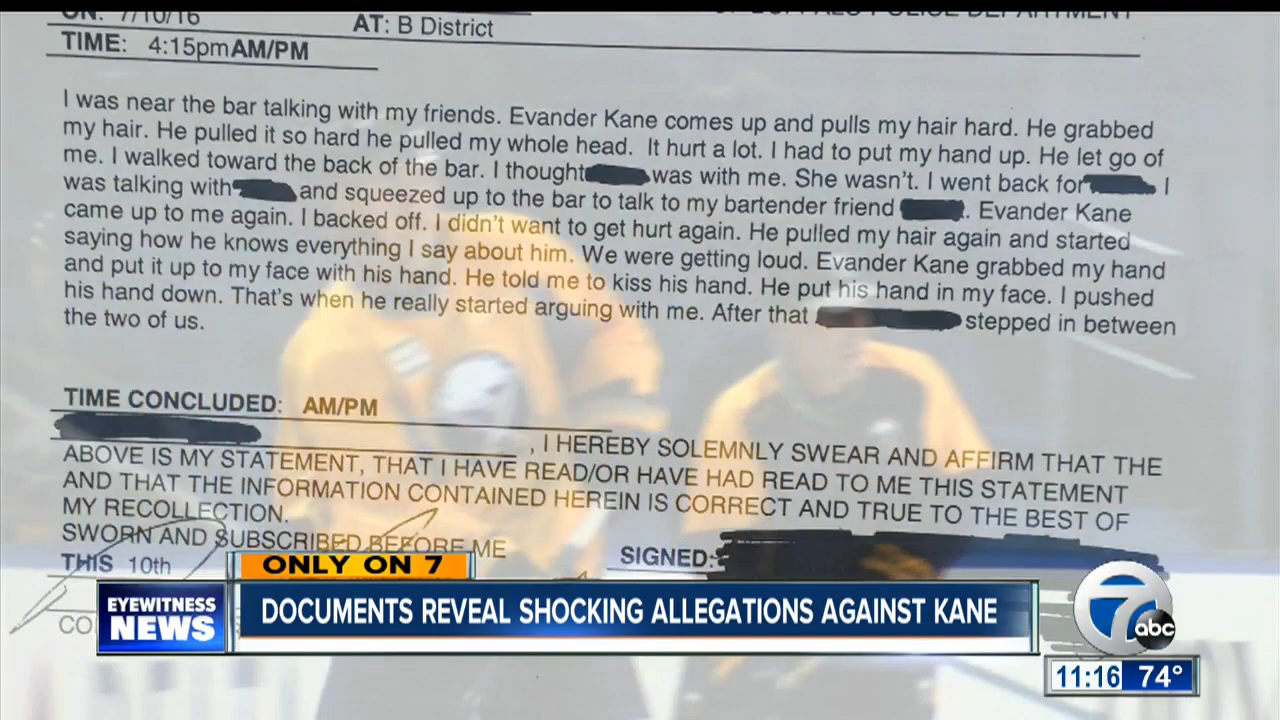 ON: 7/10/16
AT: B District
TIME: 4:15pm AM/PM
I was near the bar talking with my friends. Evander Kane comes up and pulls my hair hard. He grabbed
my hair. He pulled it so hard he pulled my whole head. It hurt a lot. I had to put my hand up. He let go of
me. I walked toward the back of the bar. I thought was with me. She wasn't. I went back for I
was talking with and squeezed up to the bar to talk to my bartender friend . Evander Kane
came up to me again. I backed off. I didn't want to get hurt again. He pulled my hair again and started
saying how he knows everything I say about him. We were getting loud. Evander Kane grabbed my hand
and put it up to my face with his hand. He told me to kiss his hand. He put his hand in my face. I pushed
his hand down. That's when he really started arguing with me. After that stepped in between
the two of us.
TIME CONCLUDED: AM/PM
, I HEREBY SOLEMNLY SWEAR AND AFFIRM THAT THE
ABOVE IS MY STATEMENT, THAT I HAVE READ/OR HAVE HAD READ TO ME THIS STATEMENT
AND THAT THE INFORMATION CONTAINED HEREIN IS CORRECT AND TRUE TO THE BEST OF
MY RECOLLECTION.
SWORN AND SUBSCRIBED BEFORE ME
THIS 10th
SIGNED:
CO
ONLY ON 7
EYEWITNESS
NEWS
DOCUMENTS REVEAL SHOCKING ALLEGATIONS AGAINST KANE
7
abc
11:16 74°